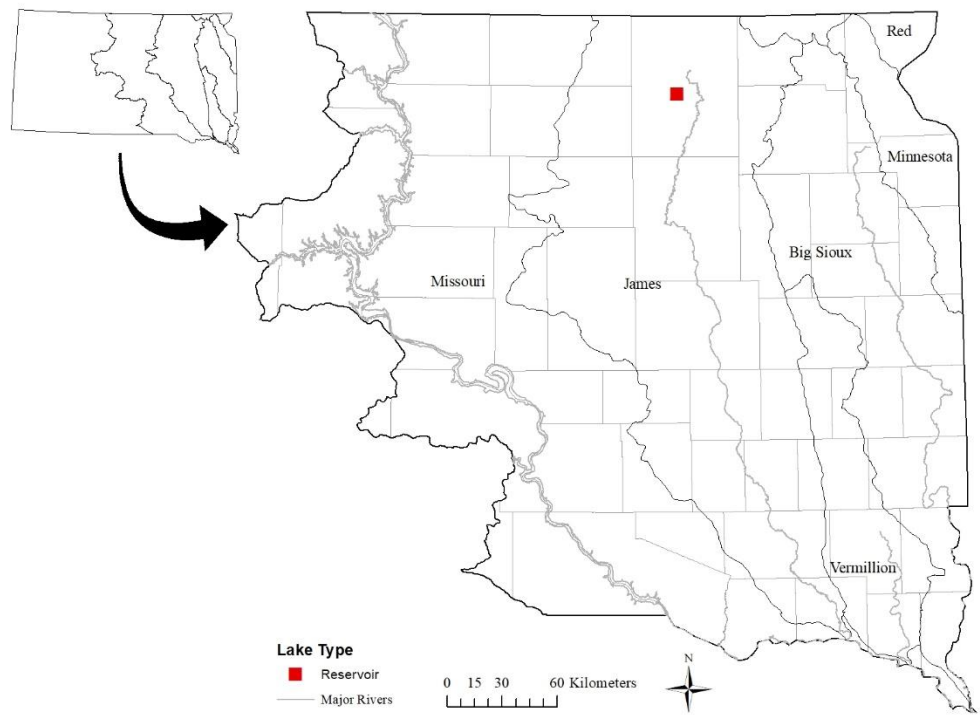 Red
Minnesota
Big Sioux
Missouri
James
Vermillion
Lake Type
Reservoir
Major Rivers
0 15 30 60 Kilometers
N